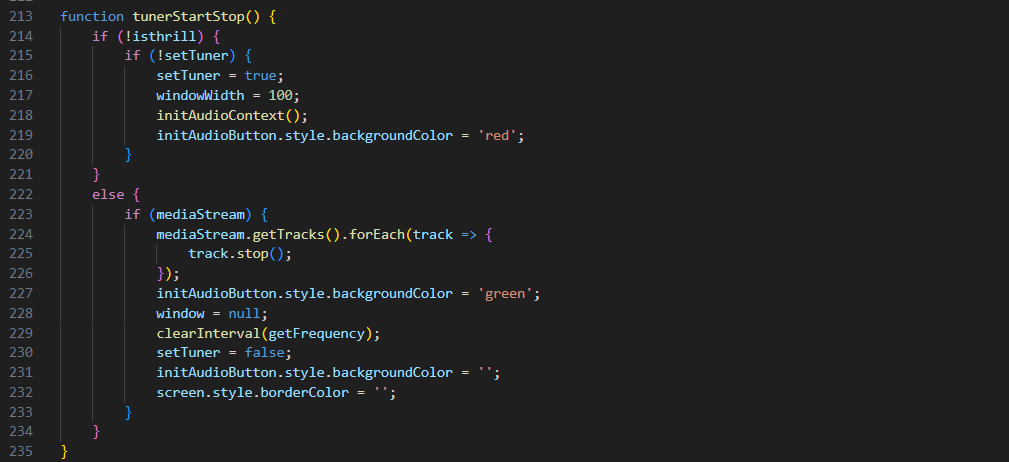 213 function tunerStartStop() {
214 if (!isthrill) {
215 if (!setTuner) {
216 setTuner = true;
217 windowWidth = 100;
218 initAudioContext();
219 initAudioButton.style.backgroundColor = 'red';
220 }
221 }
222 else {
223 if (mediaStream) {
224 mediaStream.getTracks().forEach(track => {
225 track.stop();
226 });
227 initAudioButton.style.backgroundColor = 'green';
228 window = null;
229 clearInterval(getFrequency);
230 setTuner = false;
231 initAudioButton.style.backgroundColor = '';
232 screen.style.borderColor = '';
233 }
234 }
235 }